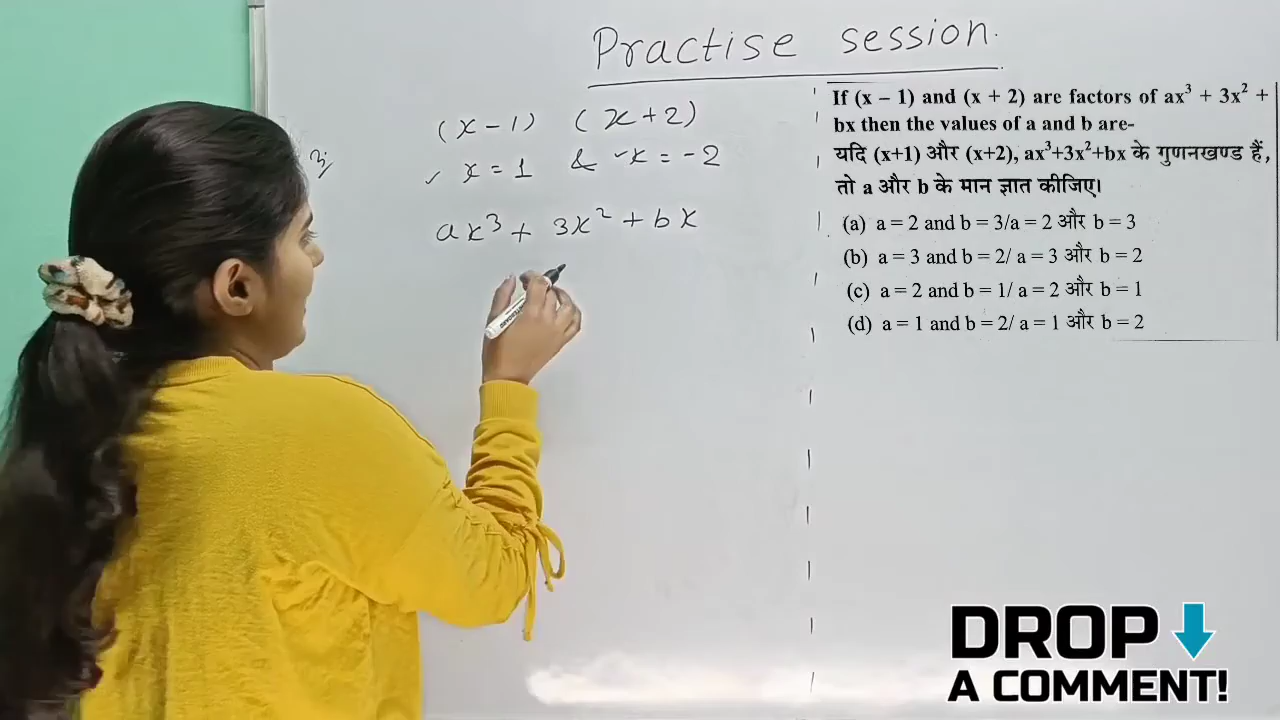 Practise session.
(x-1) (x+2)
✓ x = 1 & ✓x = -2
ax³ + 3x² + bx
If (x – 1) and (x + 2) are factors of ax³ + 3x² +
bx then the values of a and b are-
यदि (x+1) और (x+2), ax³+3x²+bx के गुणनखण्ड हैं,
तो a और b के मान ज्ञात कीजिए।
(a) a = 2 and b = 3/a = 2 और b = 3
(b) a = 3 and b = 2/ a = 3 और b = 2
(c) a = 2 and b = 1/ a = 2 और b = 1
(d) a = 1 and b = 2/ a = 1 और b = 2
DROP
A COMMENT!